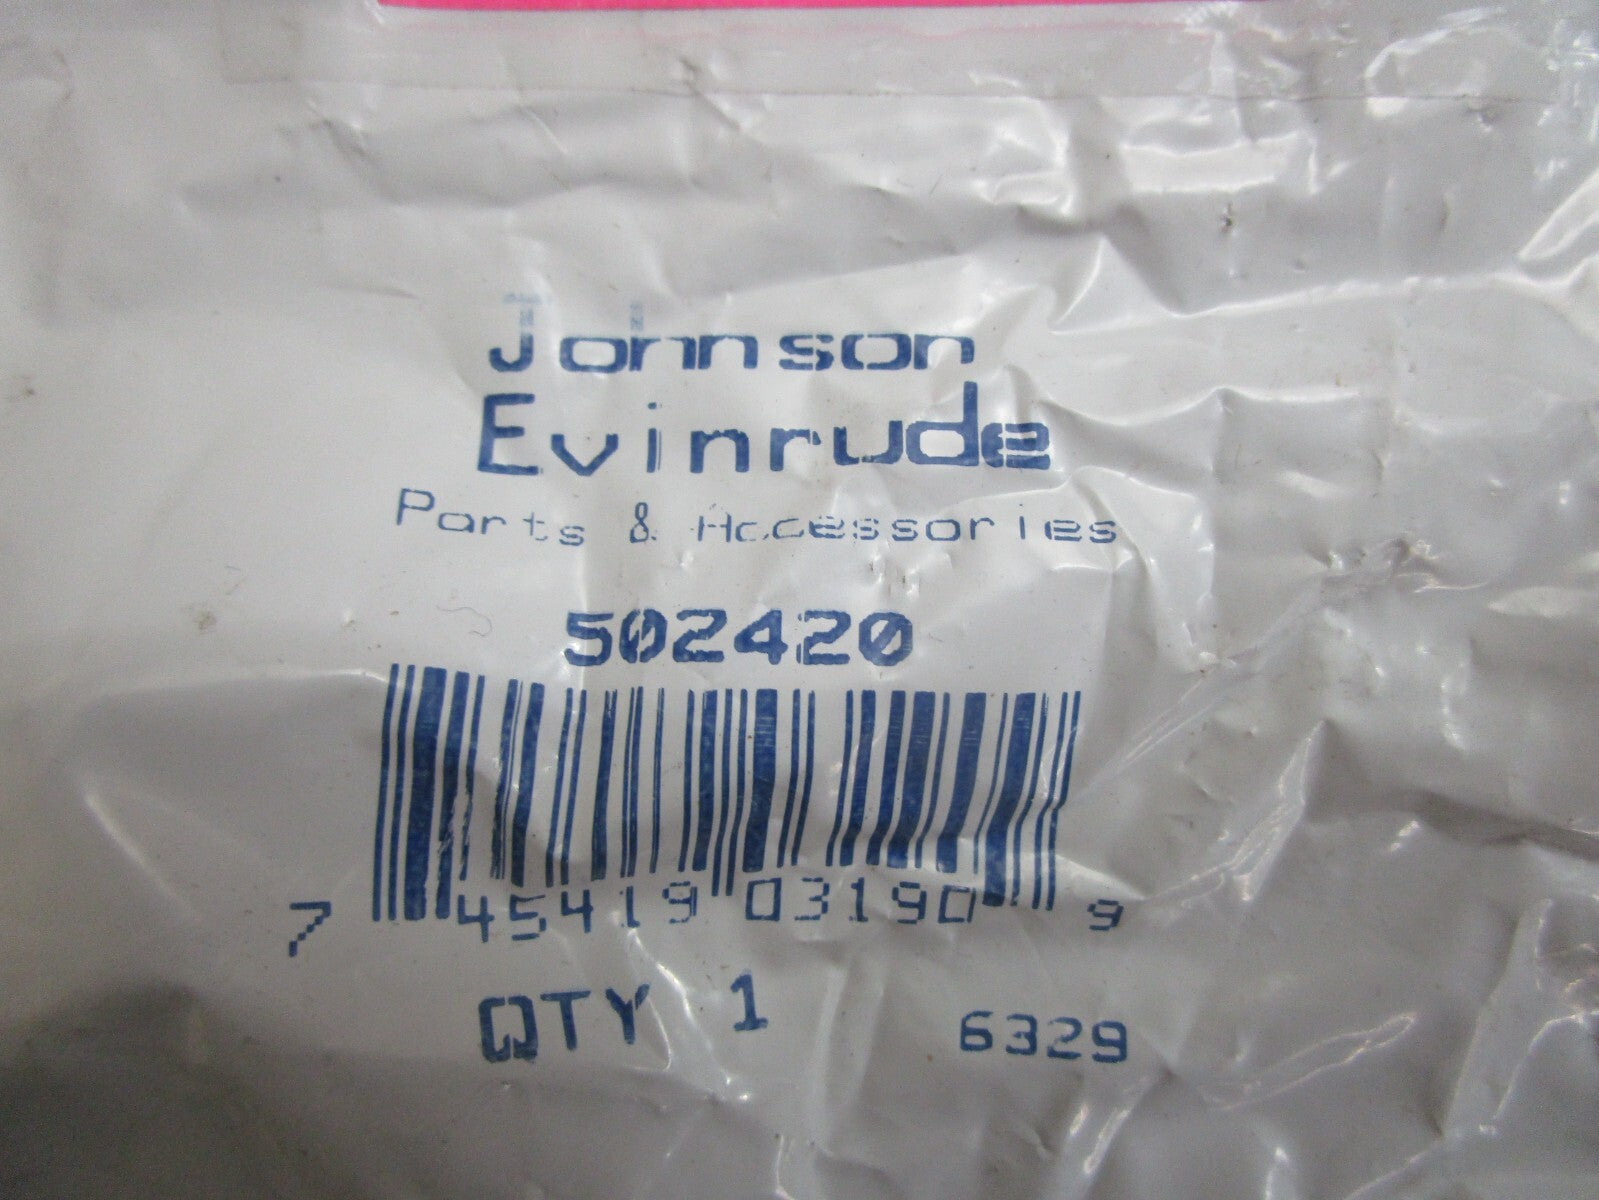 Johnson
Evinrude
Parts & Accessories
502420
7 45419 03190 9
QTY 1 6329